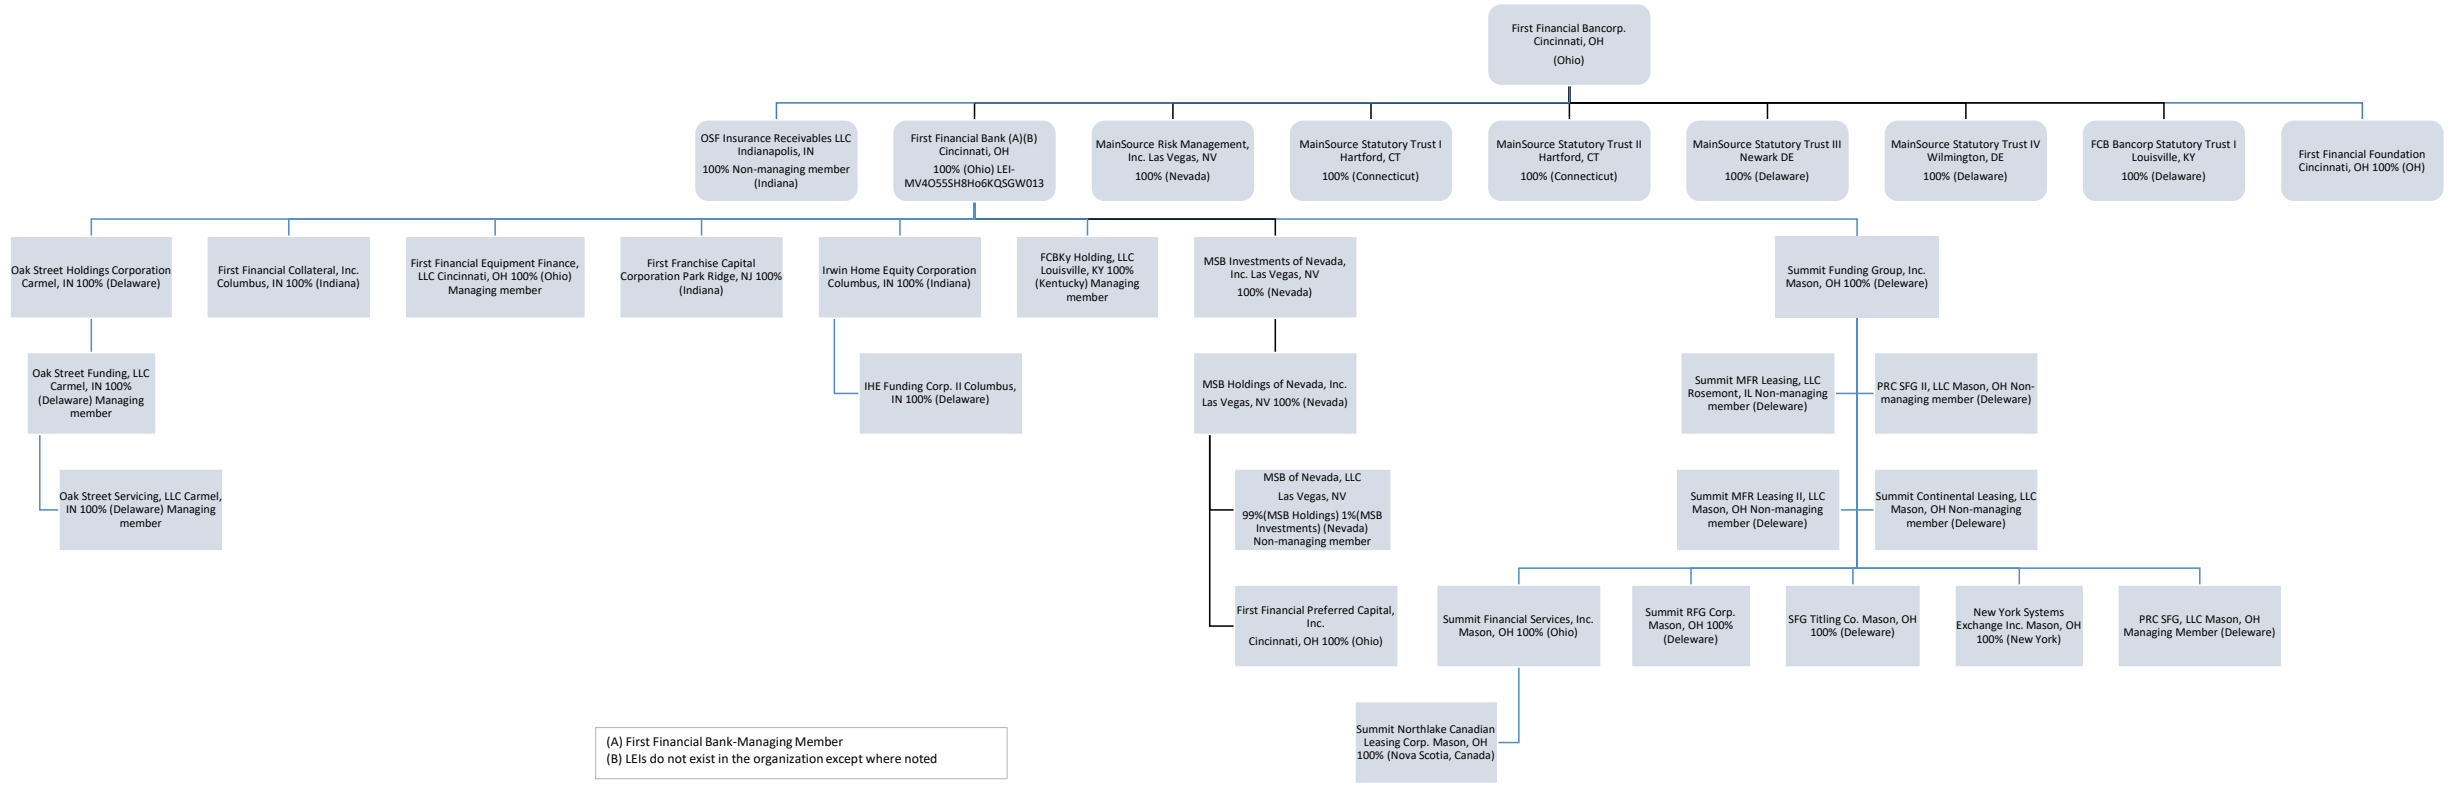 First Financial Bancorp.
Cincinnati, OH
(Ohio)
OSF Insurance Receivables LLC
Indianapolis, IN
100% Non-managing member
(Indiana)
First Financial Bank (A)(B)
Cincinnati, OH
100% (Ohio) LEI-
MV4O55SH8Ho6KQSGW013
MainSource Risk Management,
Inc. Las Vegas, NV
100% (Nevada)
MainSource Statutory Trust I
Hartford, CT
100% (Connecticut)
MainSource Statutory Trust II
Hartford, CT
100% (Connecticut)
MainSource Statutory Trust III
Newark DE
100% (Delaware)
MainSource Statutory Trust IV
Wilmington, DE
100% (Delaware)
FCB Bancorp Statutory Trust I
Louisville, KY
100% (Delaware)
First Financial Foundation
Cincinnati, OH 100% (OH)
Oak Street Holdings Corporation
Carmel, IN 100% (Delaware)
First Financial Collateral, Inc.
Columbus, IN 100% (Indiana)
First Financial Equipment Finance,
LLC Cincinnati, OH 100% (Ohio)
Managing member
First Franchise Capital
Corporation Park Ridge, NJ 100%
(Indiana)
Irwin Home Equity Corporation
Columbus, IN 100% (Indiana)
FCBKy Holding, LLC
Louisville, KY 100%
(Kentucky) Managing
member
MSB Investments of Nevada,
Inc. Las Vegas, NV
100% (Nevada)
Summit Funding Group, Inc.
Mason, OH 100% (Deleware)
Oak Street Funding, LLC
Carmel, IN 100%
(Delaware) Managing
member
IHE Funding Corp. II Columbus,
IN 100% (Delaware)
MSB Holdings of Nevada, Inc.
Las Vegas, NV 100% (Nevada)
Summit MFR Leasing, LLC
Rosemont, IL Non-managing
member (Deleware)
PRC SFG II, LLC Mason, OH Non-
managing member (Deleware)
Oak Street Servicing, LLC Carmel,
IN 100% (Delaware) Managing
member
MSB of Nevada, LLC
Las Vegas, NV
99%(MSB Holdings) 1%(MSB
Investments) (Nevada)
Non-managing member
Summit MFR Leasing II, LLC
Mason, OH Non-managing
member (Deleware)
Summit Continental Leasing, LLC
Mason, OH Non-managing
member (Deleware)
First Financial Preferred Capital,
Inc.
Cincinnati, OH 100% (Ohio)
Summit Financial Services, Inc.
Mason, OH 100% (Ohio)
Summit RFG Corp.
Mason, OH 100%
(Deleware)
SFG Titling Co. Mason, OH
100% (Deleware)
New York Systems
Exchange Inc. Mason, OH
100% (New York)
PRC SFG, LLC Mason, OH
Managing Member (Deleware)
Summit Northlake Canadian
Leasing Corp. Mason, OH
100% (Nova Scotia, Canada)
(A) First Financial Bank-Managing Member
(B) LEIs do not exist in the organization except where noted